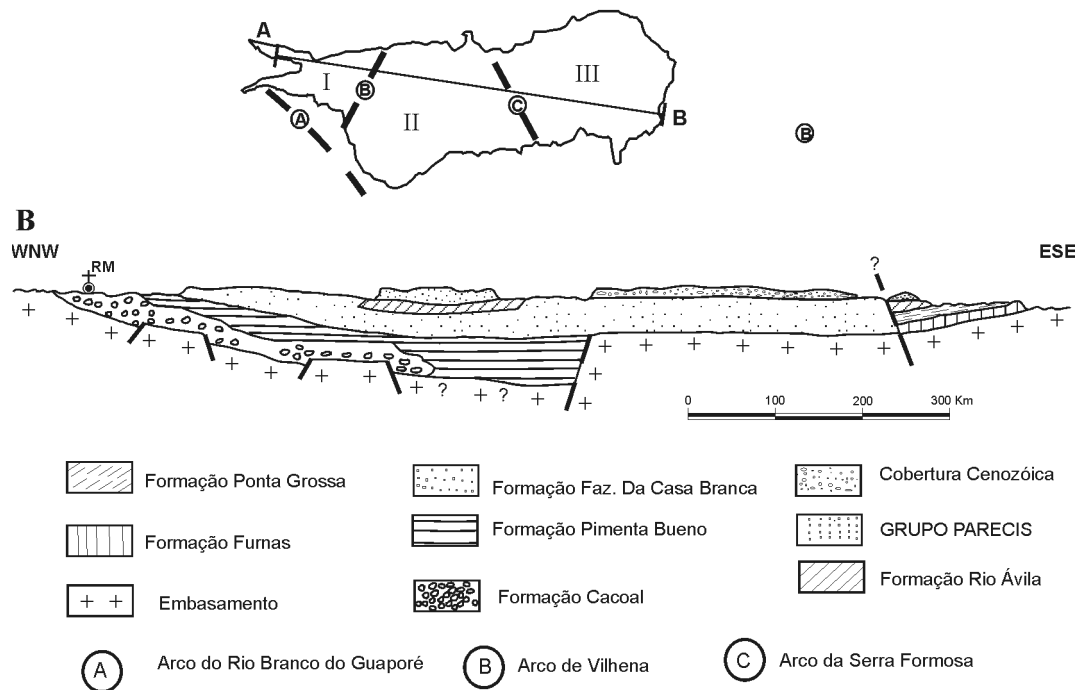 A
I
B
II
A
C
III
B
B
B
WNW
ESE
RM
?
? ?
0 100 200 300 Km
Formação Ponta Grossa
Formação Faz. Da Casa Branca
Cobertura Cenozóica
Formação Furnas
Formação Pimenta Bueno
GRUPO PARECIS
Embasamento
Formação Cacoal
Formação Rio Ávila
A Arco do Rio Branco do Guaporé
B Arco de Vilhena
C Arco da Serra Formosa